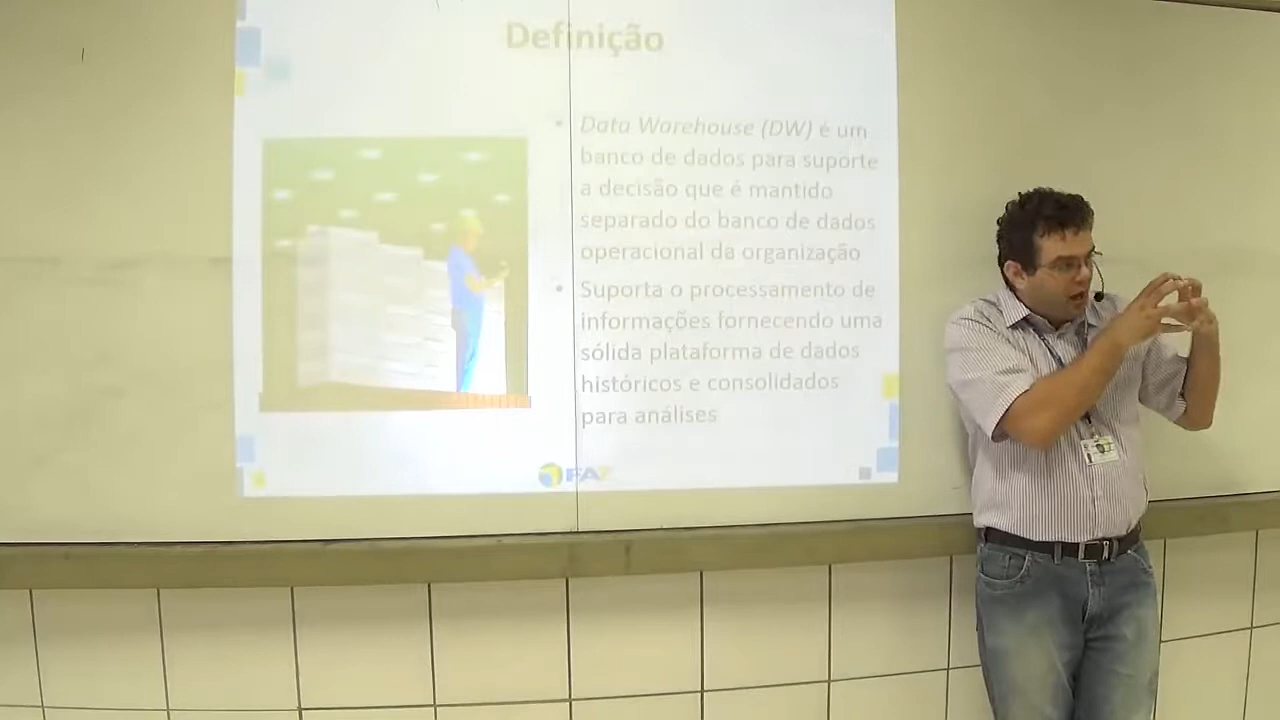 Definição
• Data Warehouse (DW) é um
banco de dados para suporte
a decisão que é mantido
separado do banco de dados
operacional da organização
• Suporta o processamento de
informações fornecendo uma
sólida plataforma de dados
históricos e consolidados
para análises
FA7